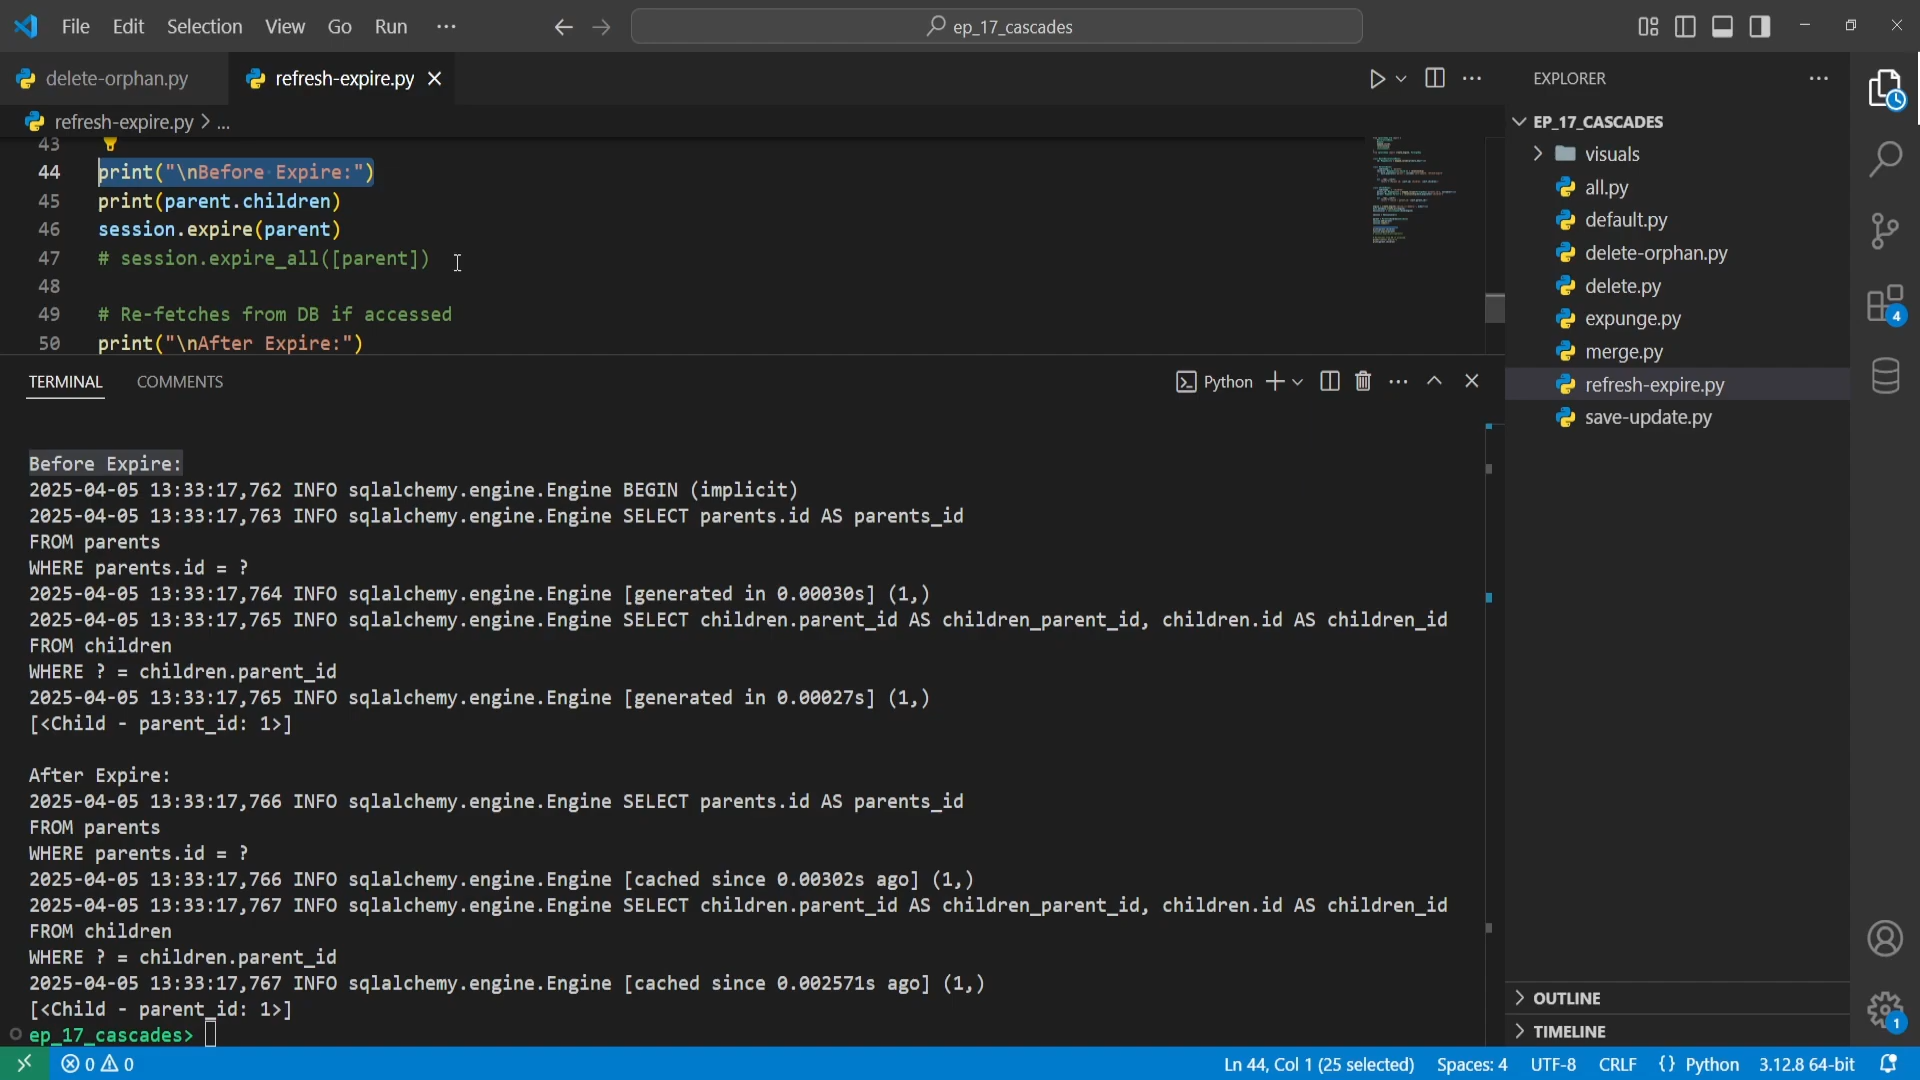 File Edit Selection View Go Run ···
ep_17_cascades
delete-orphan.py
refresh-expire.py
refresh-expire.py > ...
43
44 print("\nBefore Expire:")
45 print(parent.children)
46 session.expire(parent)
47 # session.expire_all([parent])
48
49 # Re-fetches from DB if accessed
50 print("\nAfter Expire:")
TERMINAL COMMENTS
Python
Before Expire:
2025-04-05 13:33:17,762 INFO sqlalchemy.engine.Engine BEGIN (implicit)
2025-04-05 13:33:17,763 INFO sqlalchemy.engine.Engine SELECT parents.id AS parents_id
FROM parents
WHERE parents.id = ?
2025-04-05 13:33:17,764 INFO sqlalchemy.engine.Engine [generated in 0.00030s] (1,)
2025-04-05 13:33:17,765 INFO sqlalchemy.engine.Engine SELECT children.parent_id AS children_parent_id, children.id AS children_id
FROM children
WHERE ? = children.parent_id
2025-04-05 13:33:17,765 INFO sqlalchemy.engine.Engine [generated in 0.00027s] (1,)
[<Child - parent_id: 1>]
After Expire:
2025-04-05 13:33:17,766 INFO sqlalchemy.engine.Engine SELECT parents.id AS parents_id
FROM parents
WHERE parents.id = ?
2025-04-05 13:33:17,766 INFO sqlalchemy.engine.Engine [cached since 0.00302s ago] (1,)
2025-04-05 13:33:17,767 INFO sqlalchemy.engine.Engine SELECT children.parent_id AS children_parent_id, children.id AS children_id
FROM children
WHERE ? = children.parent_id
2025-04-05 13:33:17,767 INFO sqlalchemy.engine.Engine [cached since 0.002571s ago] (1,)
[<Child - parent_id: 1>]
ep_17_cascades>
EXPLORER
EP_17_CASCADES
visuals
all.py
default.py
delete-orphan.py
delete.py
expunge.py
merge.py
refresh-expire.py
save-update.py
OUTLINE
TIMELINE
4
1
0 0
Ln 44, Col 1 (25 selected) Spaces: 4 UTF-8 CRLF {} Python 3.12.8 64-bit